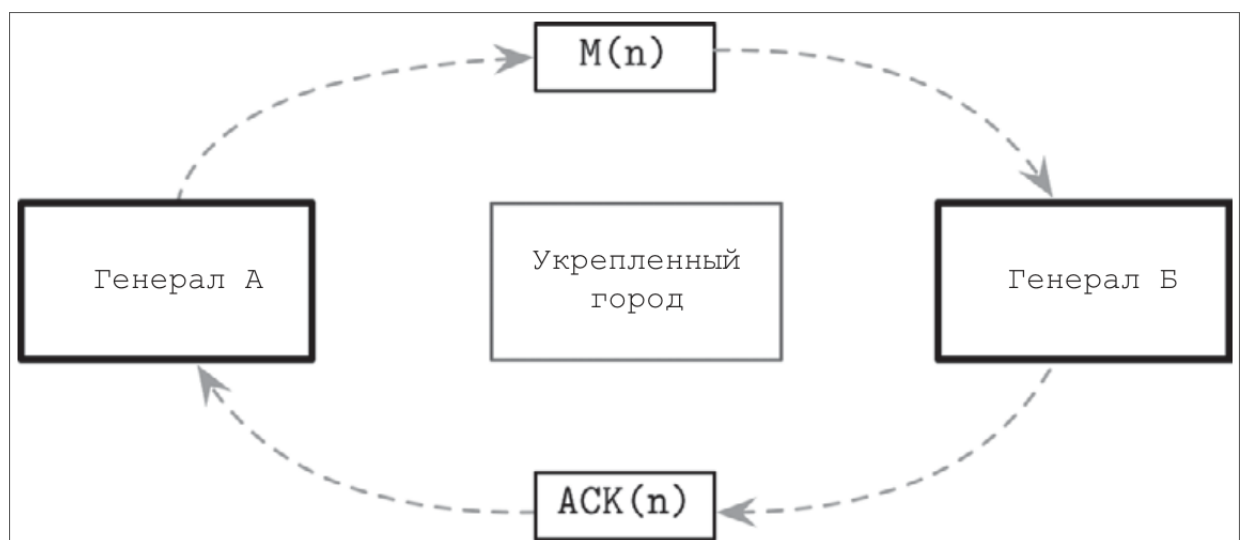 M(n)
Генерал А
Укрепленный
город
Генерал Б
ACK(n)